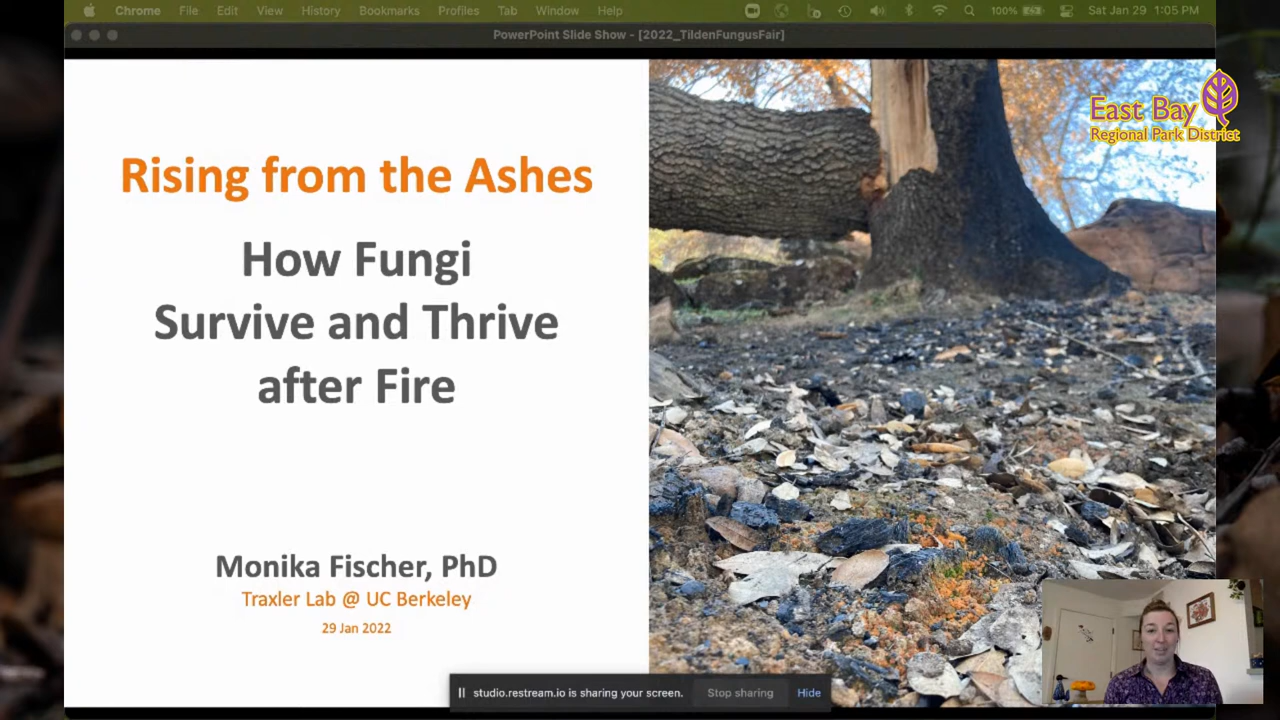 Chrome File Edit View History Bookmarks Profiles Tab Window Help 100% Sat Jan 29 1:05 PM
PowerPoint Slide Show - [2022_TildenFungusFair]
East Bay
Regional Park District
Rising from the Ashes
How Fungi
Survive and Thrive
after Fire
Monika Fischer, PhD
Traxler Lab @ UC Berkeley
29 Jan 2022
studio.restream.io is sharing your screen. Stop sharing Hide